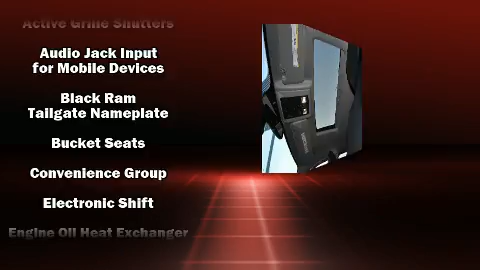 Active Grille Shutters
Audio Jack Input
for Mobile Devices
Black Ram
Tailgate Nameplate
Bucket Seats
Convenience Group
Electronic Shift
Engine Oil Heat Exchanger